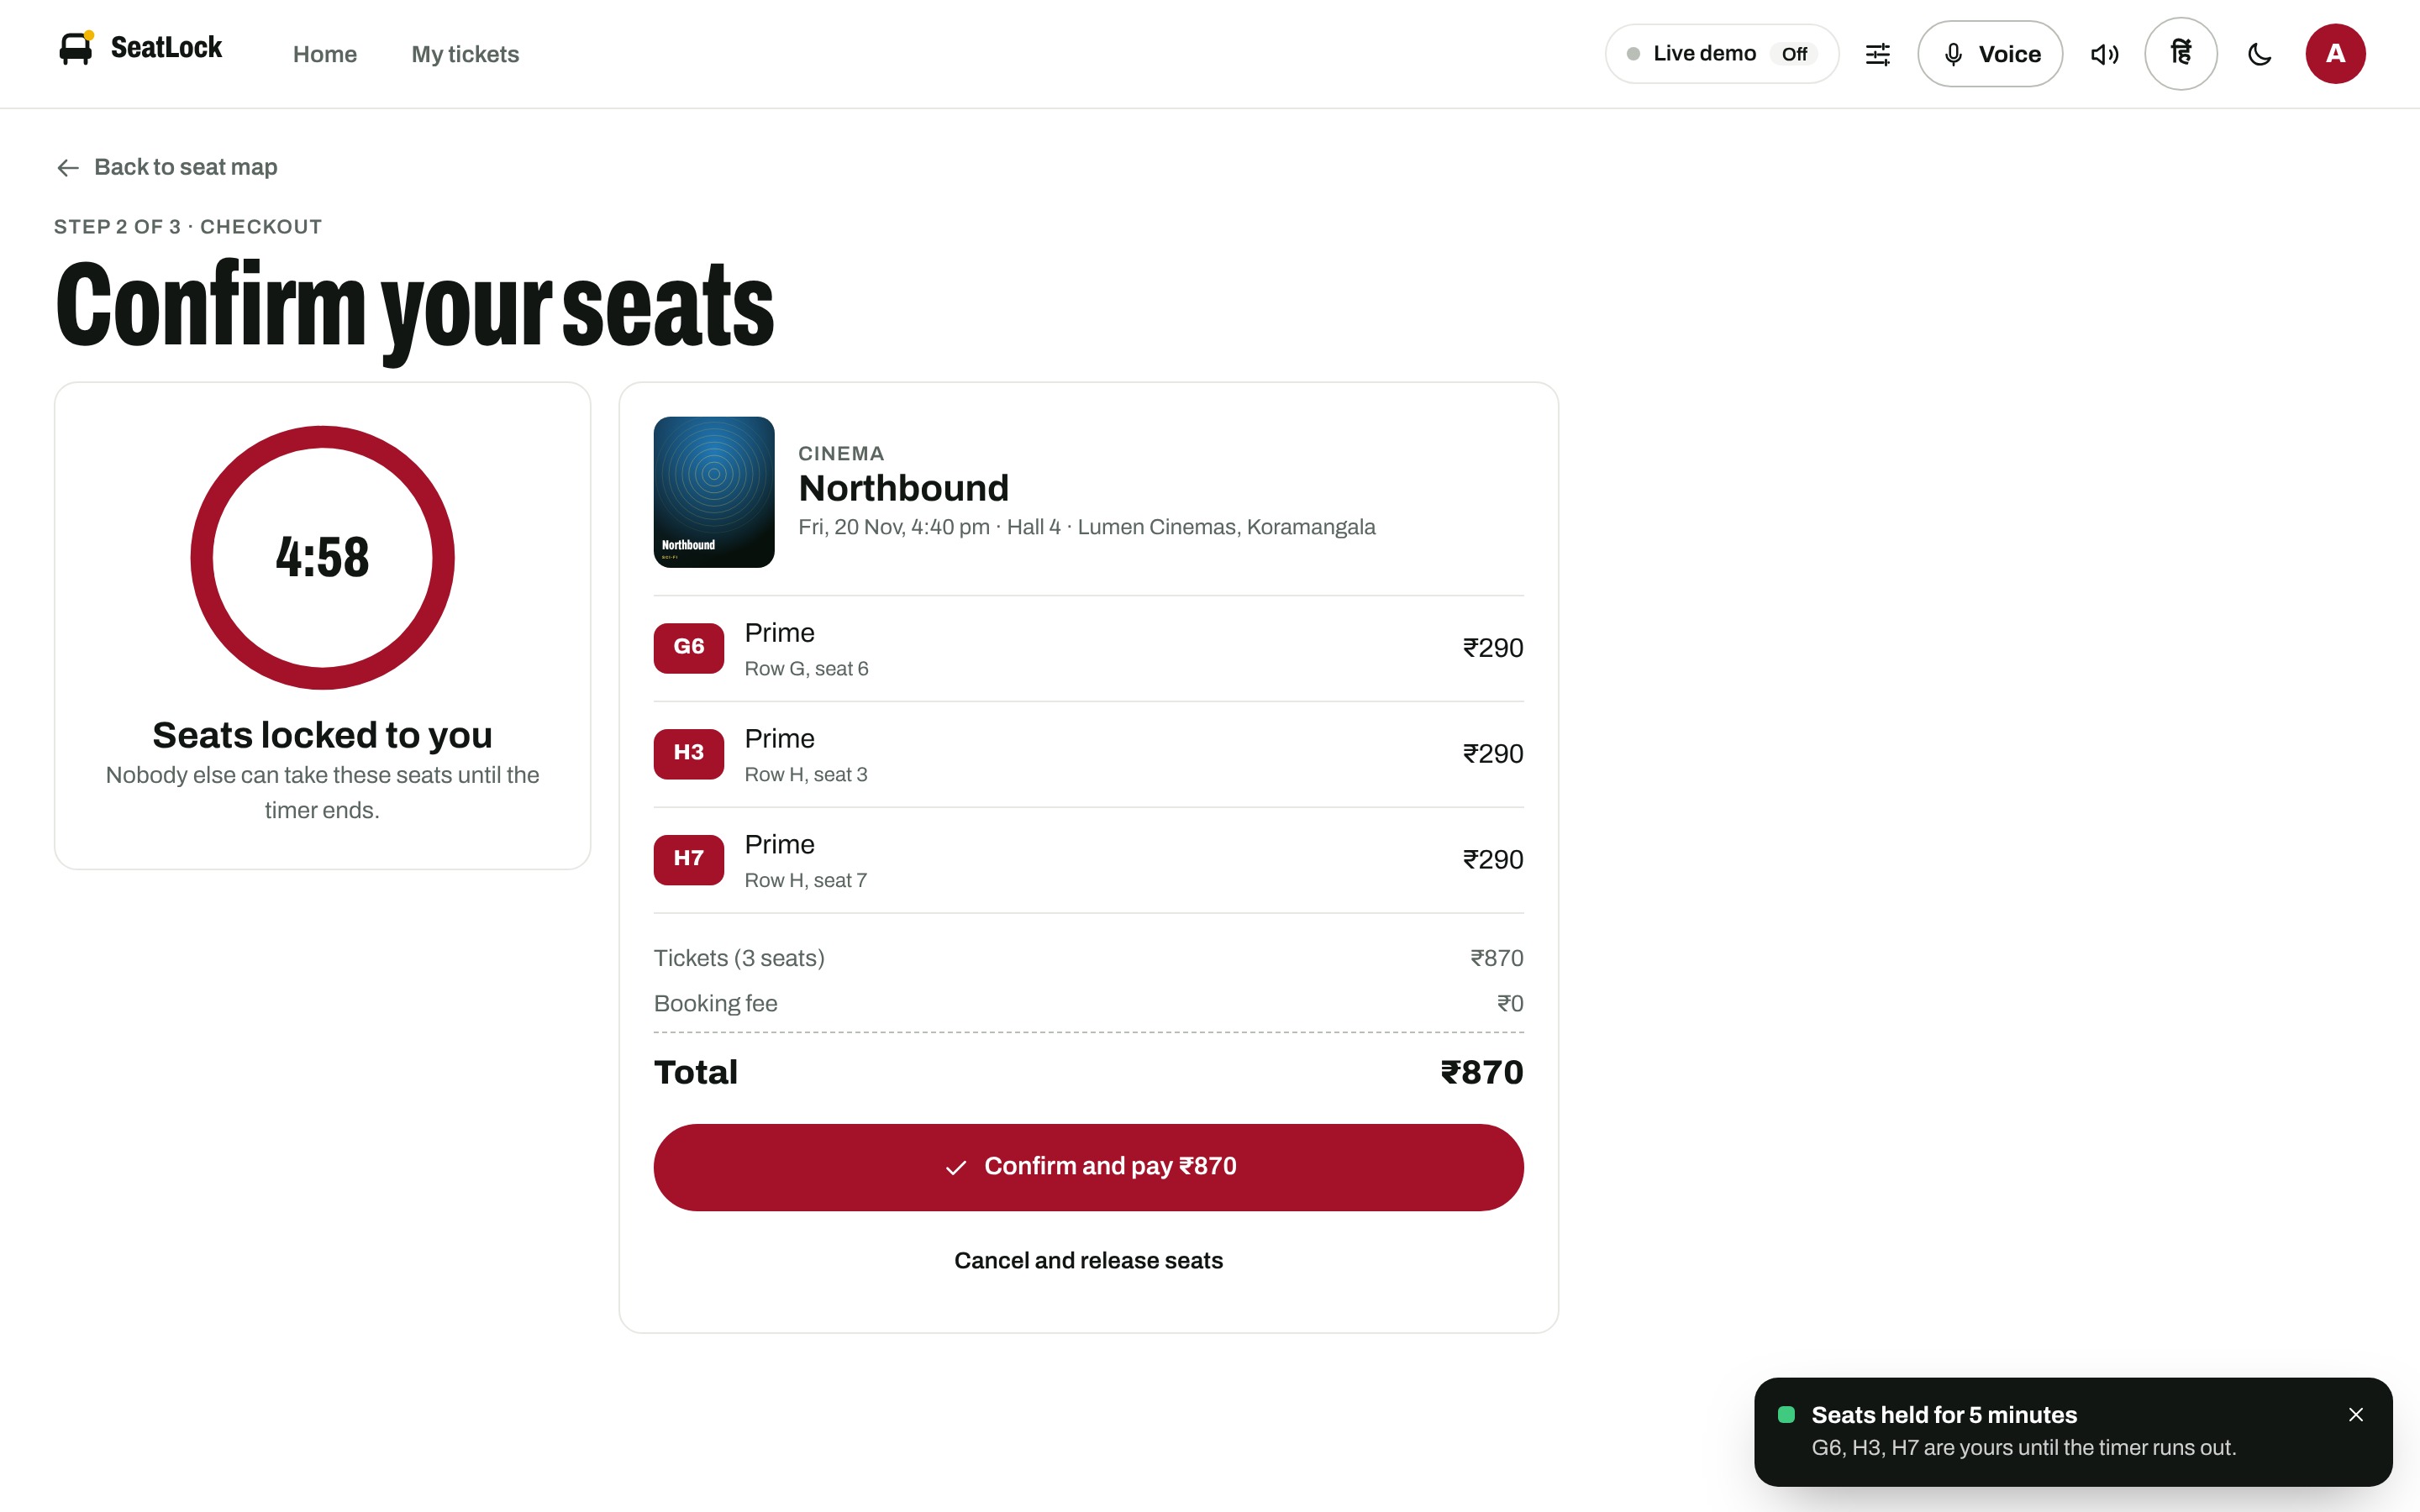 SeatLock
Home
My tickets
Live demo
Off
Voice
हिं
A
Back to seat map
STEP 2 OF 3 · CHECKOUT
Confirm your seats
4:58
Seats locked to you
Nobody else can take these seats until the
timer ends.
Northbound
SCI-FI
CINEMA
Northbound
Fri, 20 Nov, 4:40 pm · Hall 4 · Lumen Cinemas, Koramangala
G6
Prime
Row G, seat 6
₹290
H3
Prime
Row H, seat 3
₹290
H7
Prime
Row H, seat 7
₹290
Tickets (3 seats)
₹870
Booking fee
₹0
Total
₹870
Confirm and pay ₹870
Cancel and release seats
Seats held for 5 minutes
G6, H3, H7 are yours until the timer runs out.